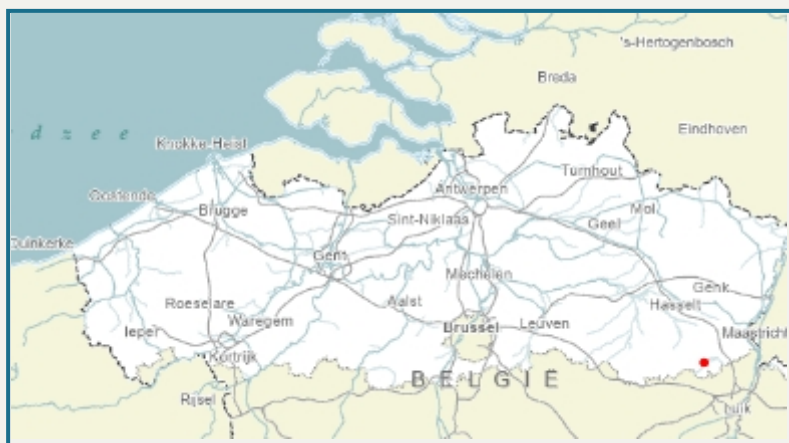 's-Hertogenbosch
Breda
d z e e
Eindhoven
Knokke-Heist
Turnhout
Antwerpen
Oostende
Brugge
Sint-Niklaas
Mol
Geel
Duinkerke
Gent
Mechelen
Genk
Roeselare
Aalst
Hasselt
Ieper
Waregem
Brussel
Leuven
Maastricht
Kortrijk
BELGIË
Rijsel
Luik